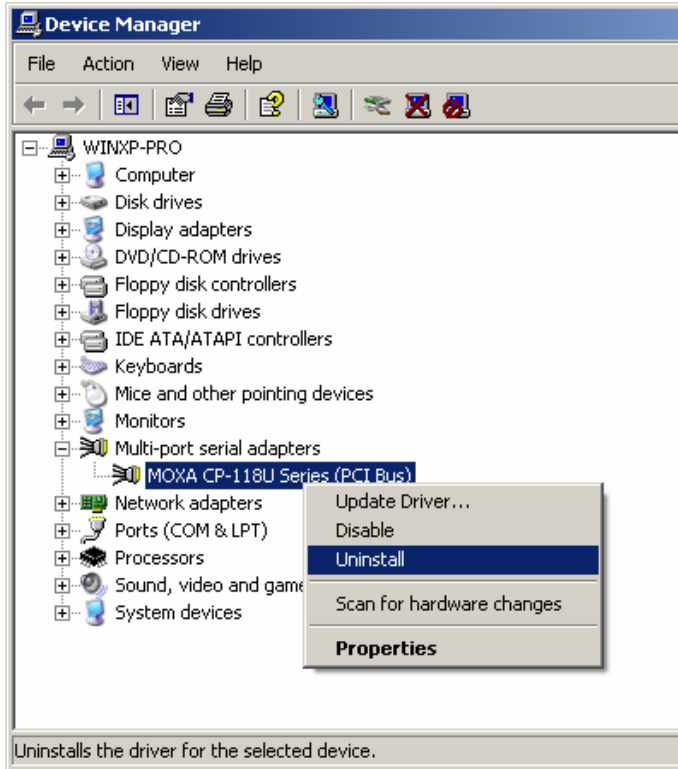 Device Manager
File Action View Help
WINXP-PRO
Computer
Disk drives
Display adapters
DVD/CD-ROM drives
Floppy disk controllers
Floppy disk drives
IDE ATA/ATAPI controllers
Keyboards
Mice and other pointing devices
Monitors
Multi-port serial adapters
MOXA CP-118U Series (PCI Bus)
Network adapters
Ports (COM & LPT)
Processors
Sound, video and game
System devices
Update Driver...
Disable
Uninstall
Scan for hardware changes
Properties
Uninstalls the driver for the selected device.